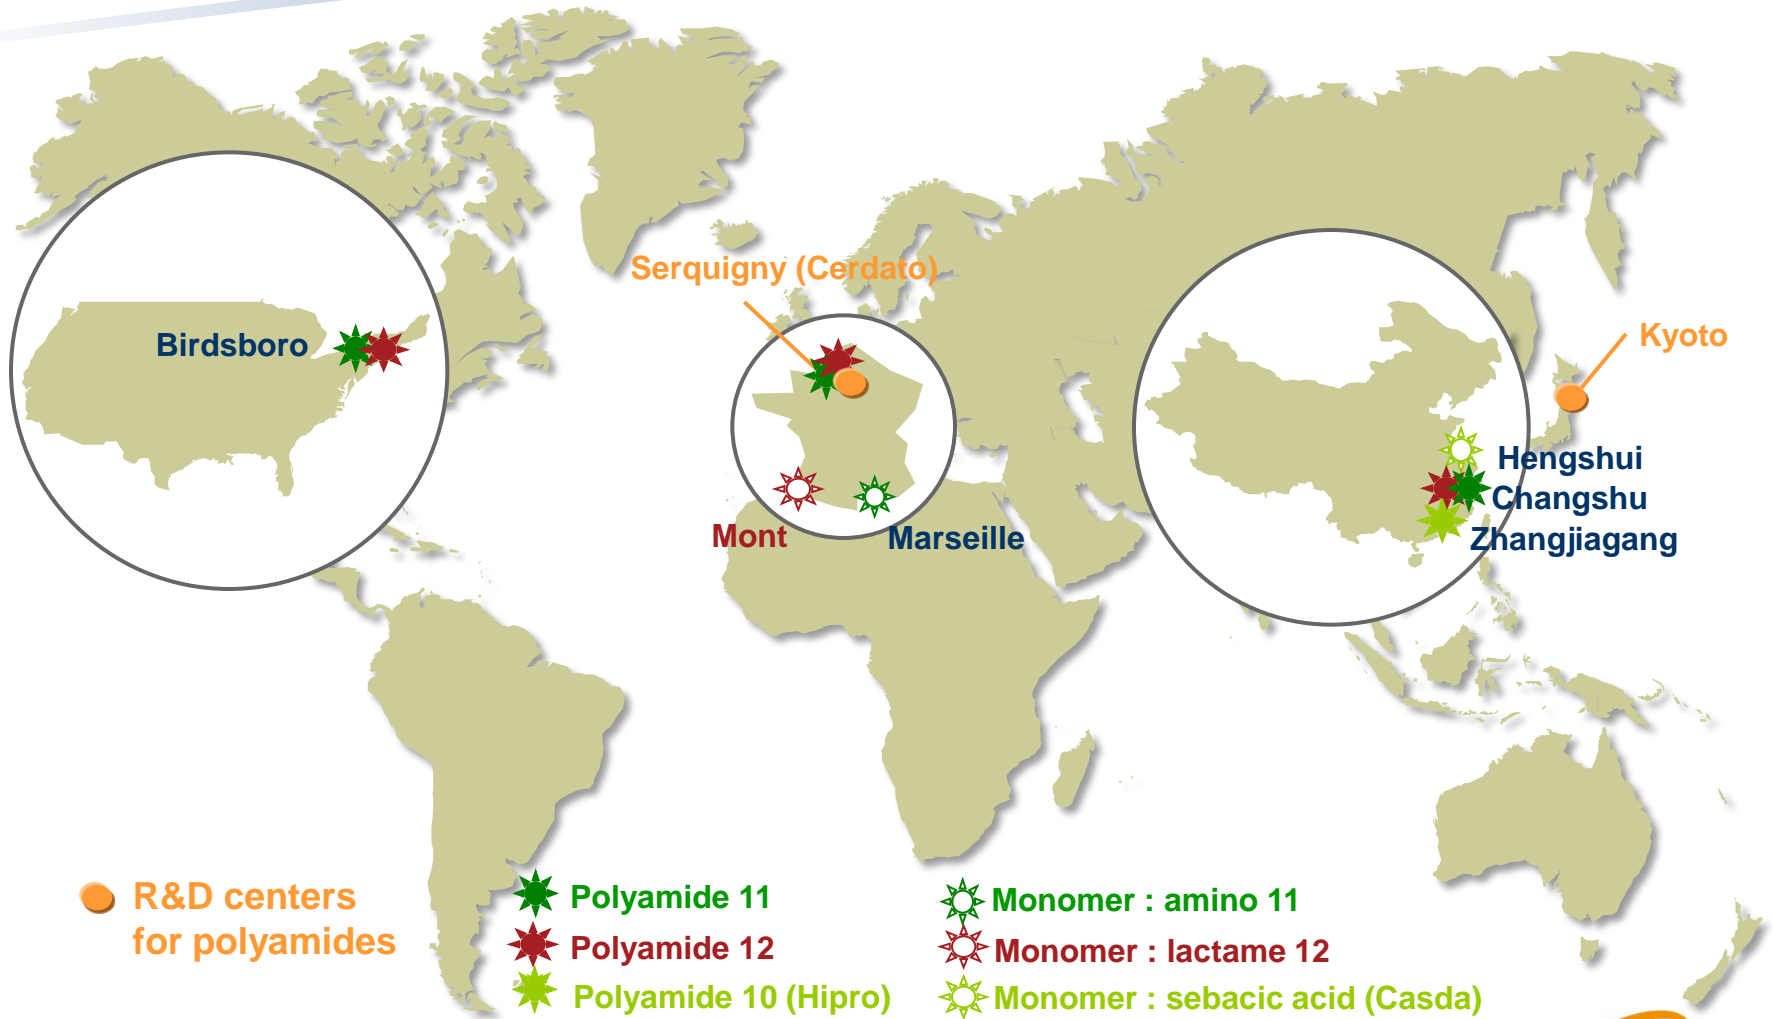 Serquigny (Cerdato)
Birdsboro
Kyoto
Hengshui
Changshu
Zhangjiagang
Mont
Marseille
R&D centers
for polyamides
Polyamide 11
Polyamide 12
Polyamide 10 (Hipro)
Monomer : amino 11
Monomer : lactame 12
Monomer : sebacic acid (Casda)